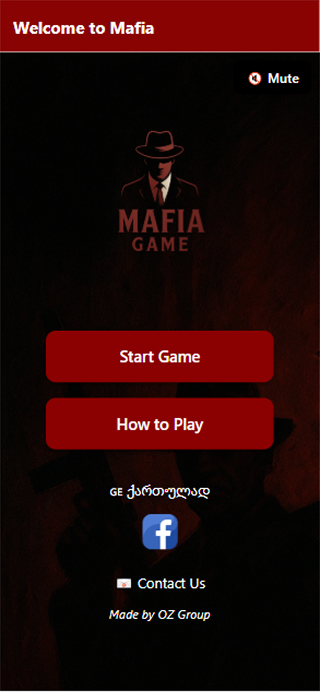 Welcome to Mafia
Mute
MAFIA
GAME
Start Game
How to Play
GE ქართულად
Contact Us
Made by OZ Group